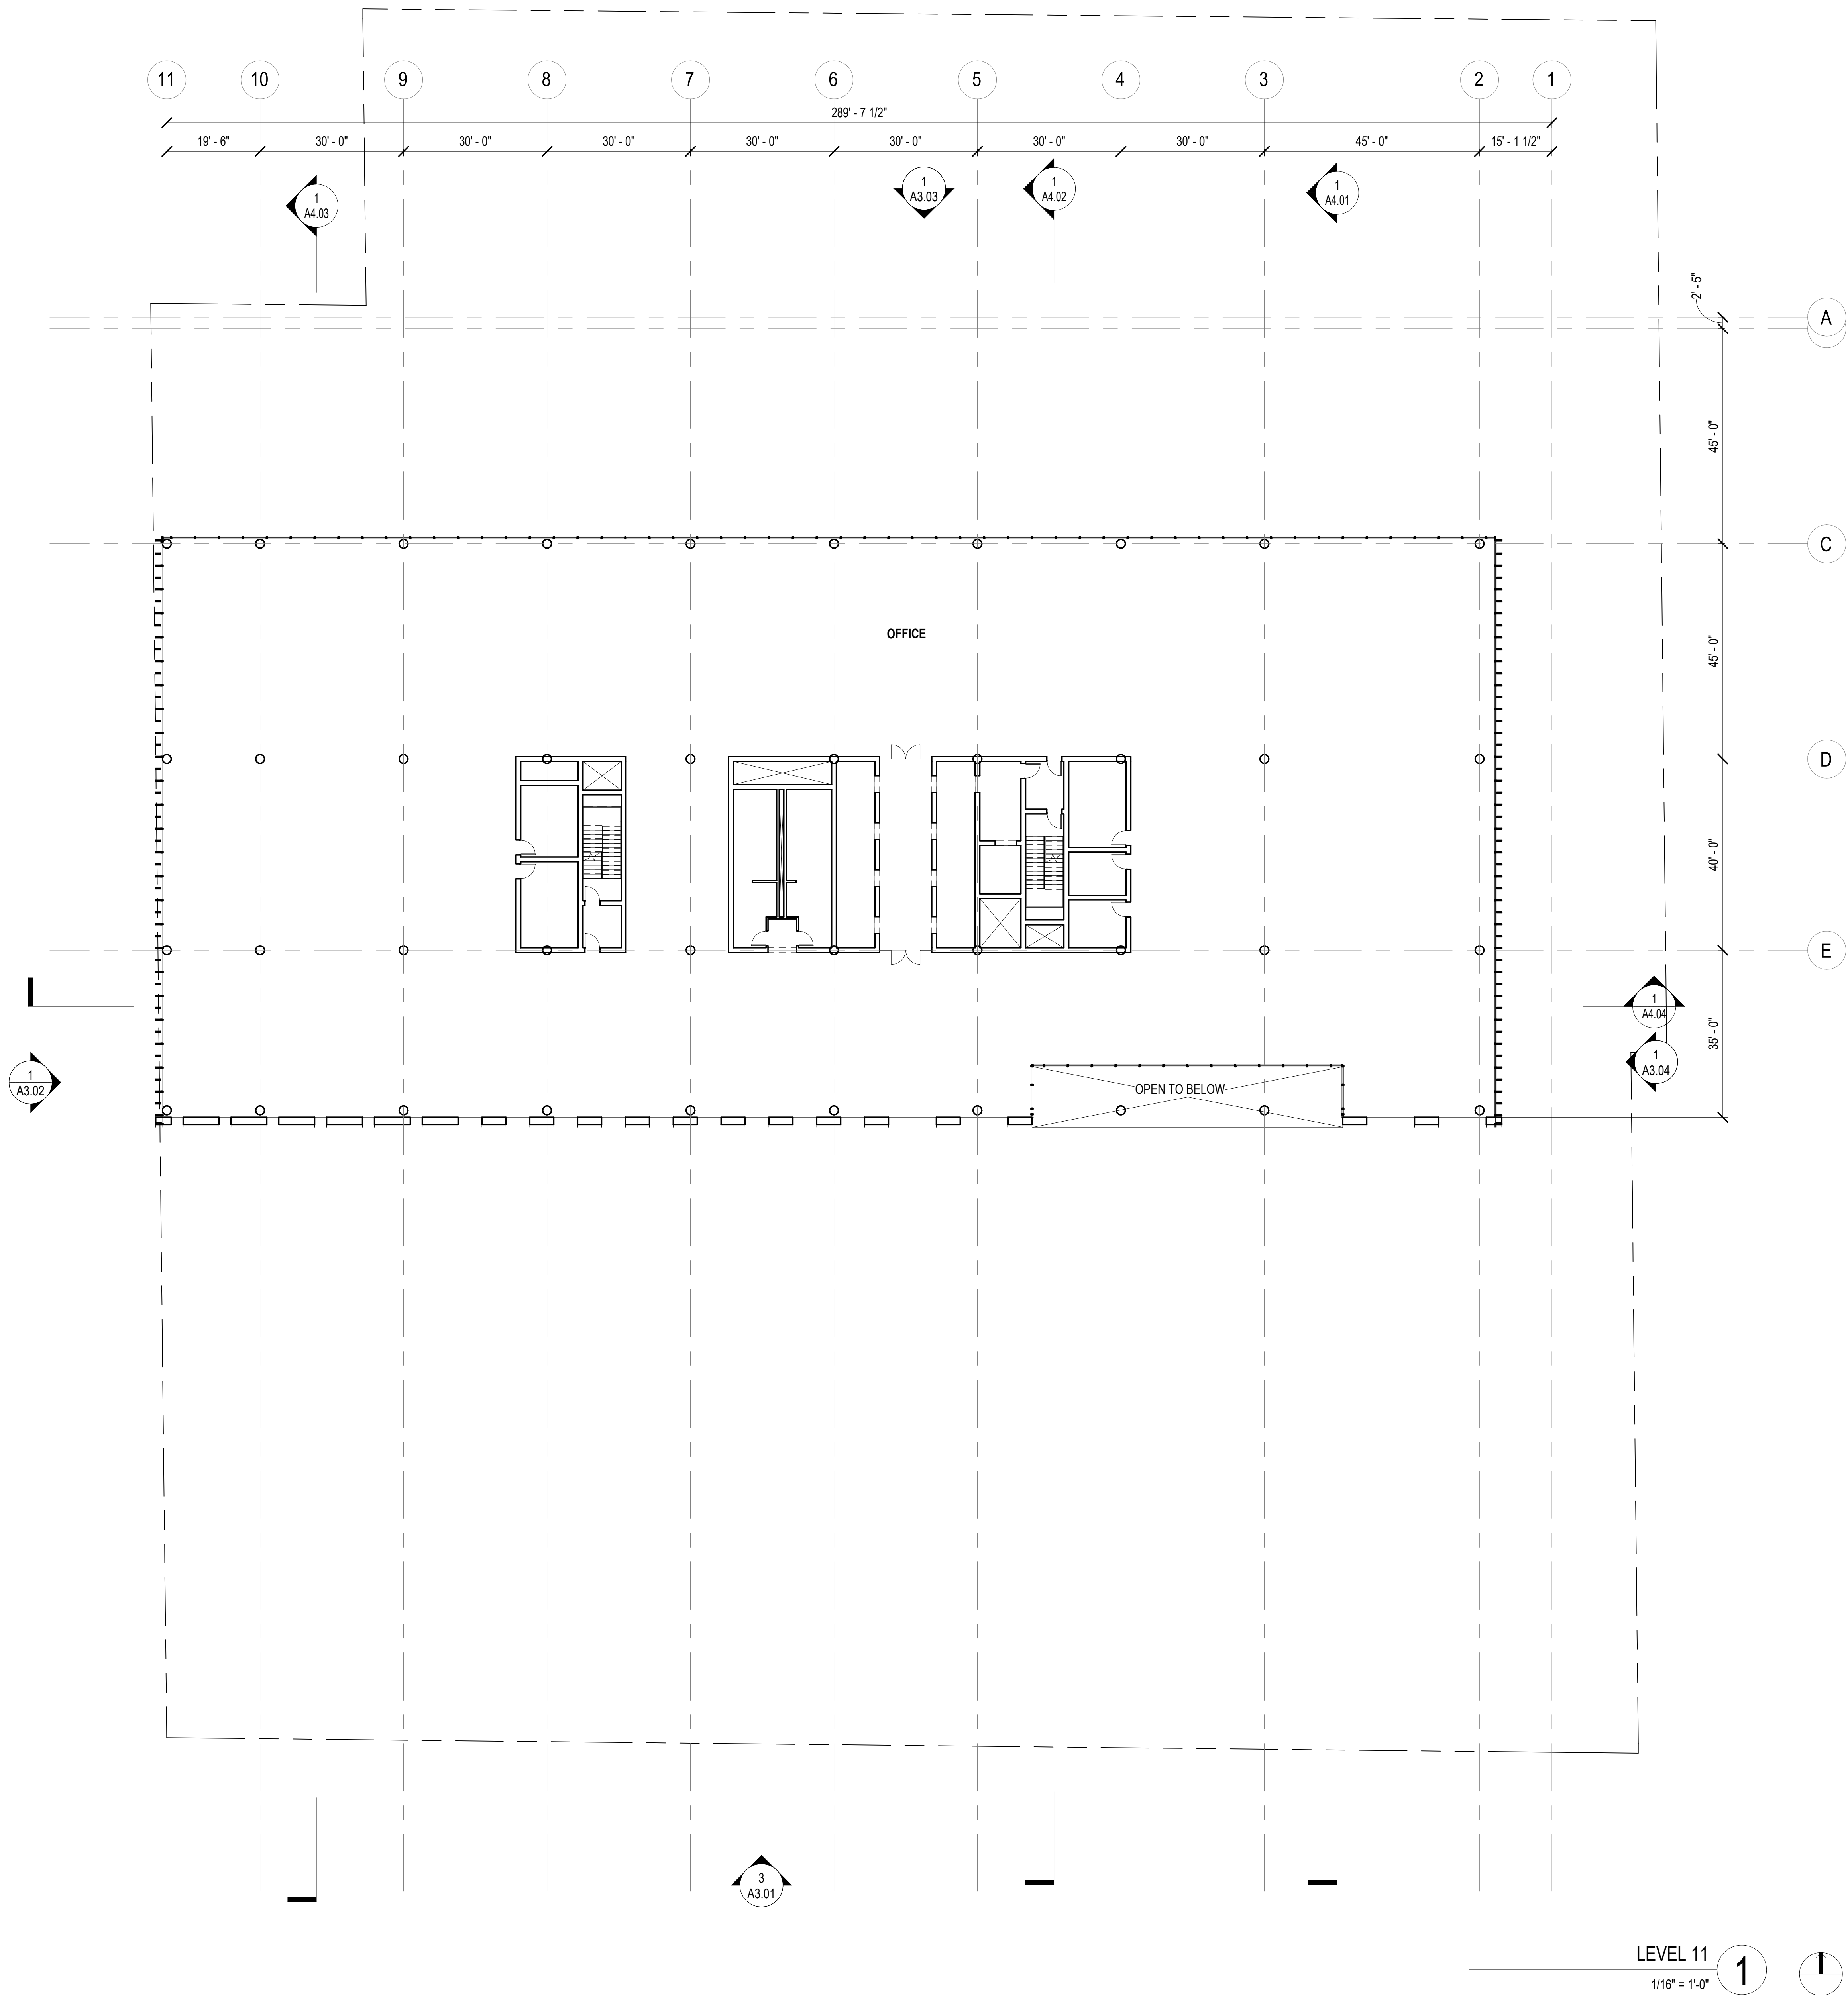 11 10 9 8 7 6 5 4 3 2 1
289' - 7 1/2"
19' - 6" 30' - 0" 30' - 0" 30' - 0" 30' - 0" 30' - 0" 30' - 0" 30' - 0" 45' - 0" 15' - 1 1/2"
1
A4.03
1
A3.03
1
A4.02
1
A4.01
2' - 5"
A
45' - 0"
C
OFFICE
45' - 0"
D
40' - 0"
E
1
A4.04
35' - 0"
1
A3.04
1
A3.02
OPEN TO BELOW
3
A3.01
LEVEL 11
1/16" = 1'-0"
1